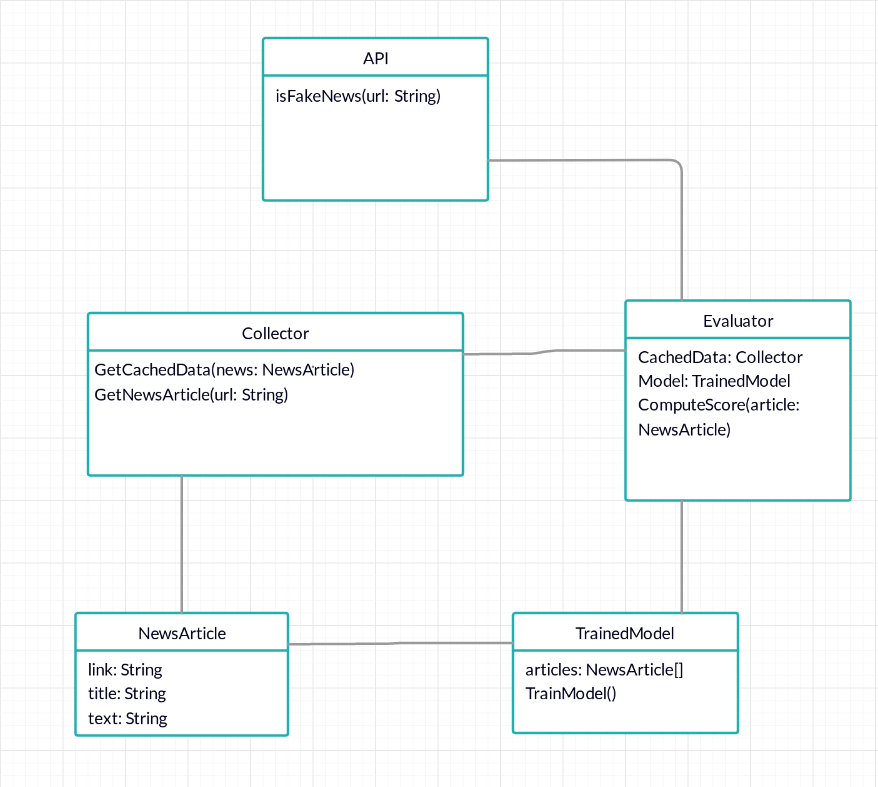 API
isFakeNews(url: String)
Collector
GetCachedData(news: NewsArticle)
GetNewsArticle(url: String)
Evaluator
CachedData: Collector
Model: TrainedModel
ComputeScore(article:
NewsArticle)
NewsArticle
link: String
title: String
text: String
TrainedModel
articles: NewsArticle[]
TrainModel()